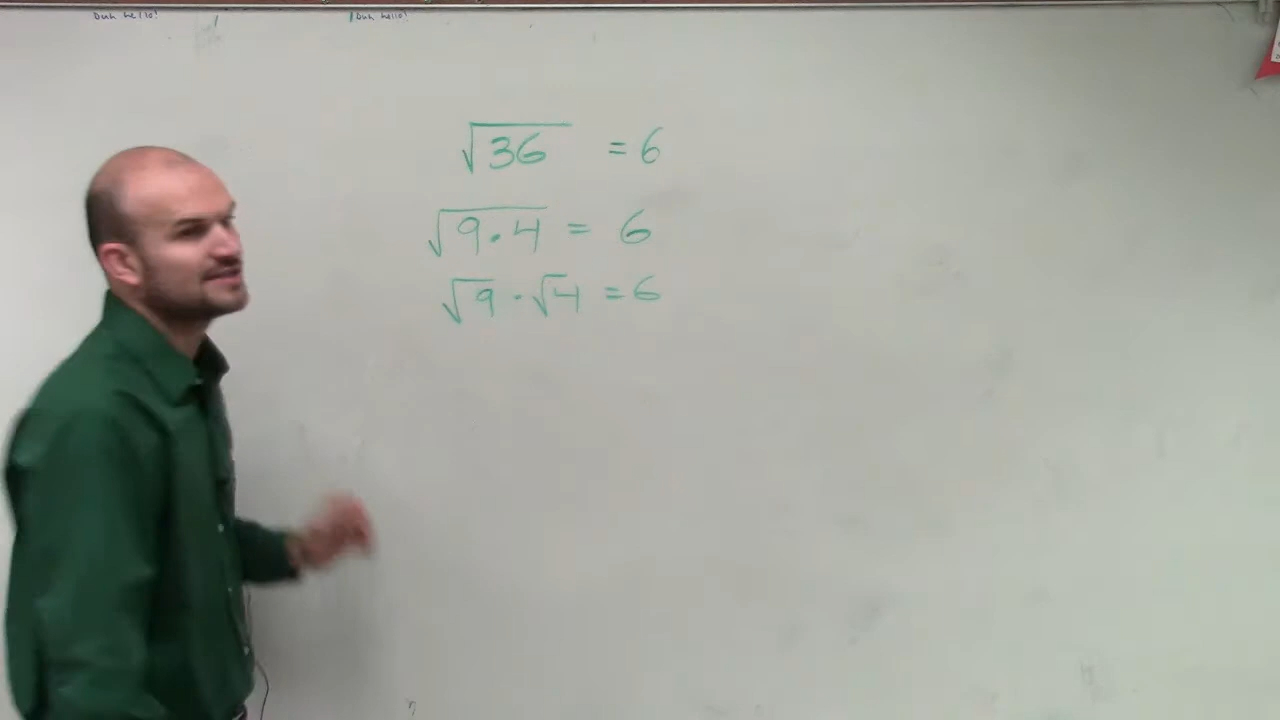 Duh hello! Duh hello!
√36 = 6
√9·4 = 6
√9 · √4 = 6